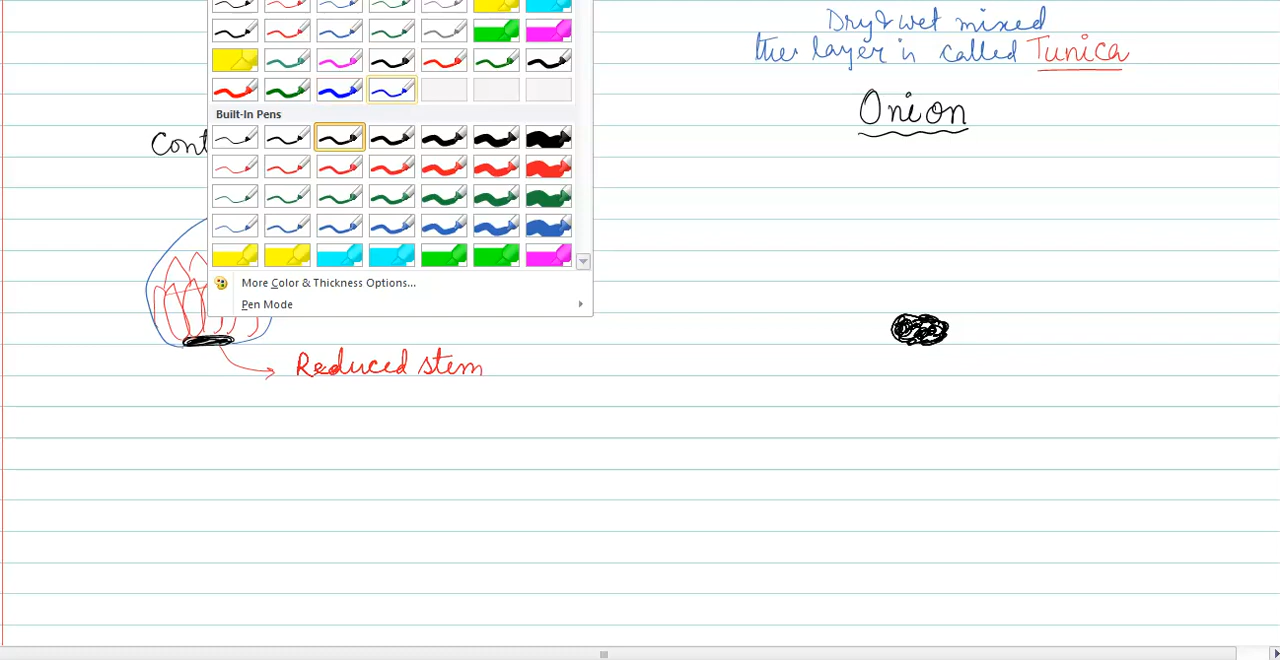 Dry & wet mixed
the layer is called Tunica
Onion
Built-In Pens
More Color & Thickness Options...
Pen Mode
Reduced stem